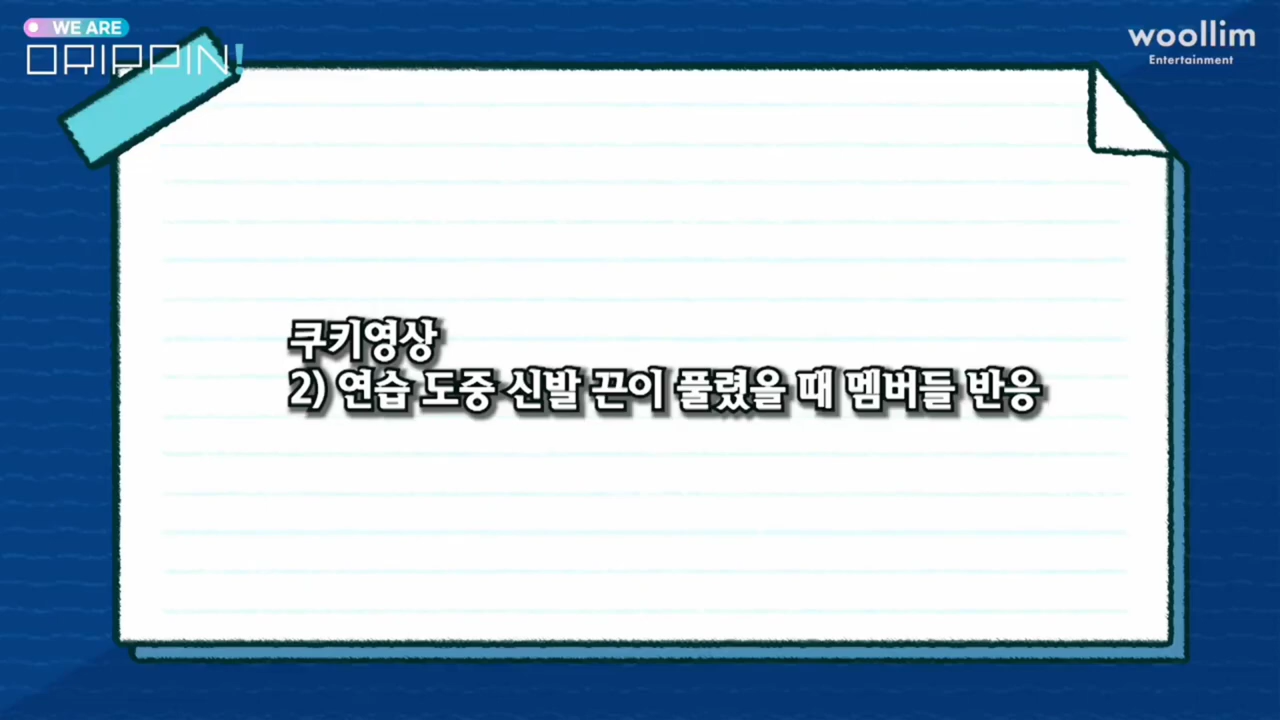 WE ARE
DRIPPIN!
woollim
Entertainment
쿠키영상
2) 연습 도중 신발 끈이 풀렸을 때 멤버들 반응